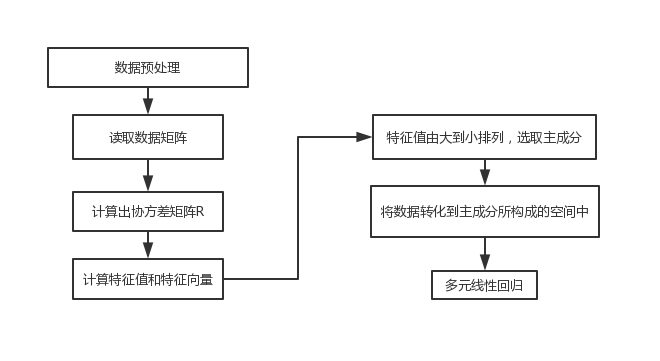 数据预处理
读取数据矩阵
计算出协方差矩阵R
计算特征值和特征向量
特征值由大到小排列，选取主成分
将数据转化到主成分所构成的空间中
多元线性回归